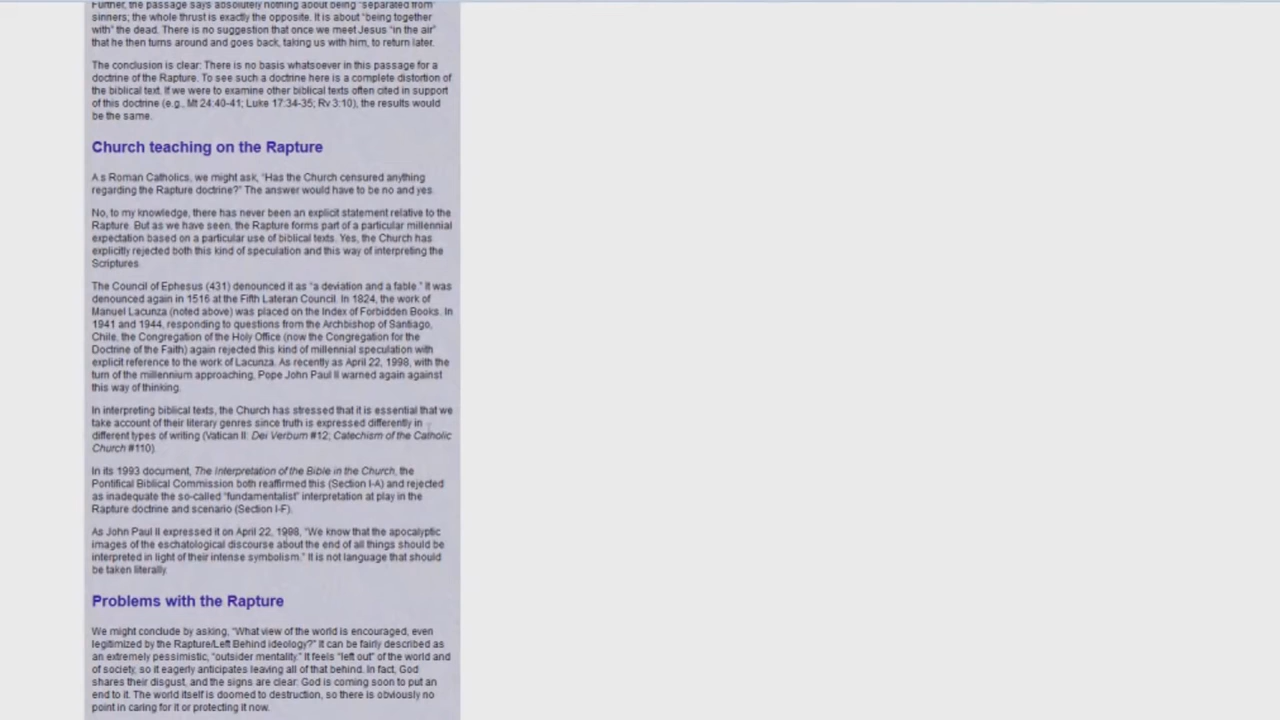 Further, the passage says absolutely nothing about being "separated from"
sinners; the whole thrust is exactly the opposite. It is about "being together
with" the dead. There is no suggestion that once we meet Jesus "in the air"
that he then turns around and goes back, taking us with him, to return later.
The conclusion is clear: There is no basis whatsoever in this passage for a
doctrine of the Rapture. To see such a doctrine here is a complete distortion of
the biblical text. If we were to examine other biblical texts often cited in support
of this doctrine (e.g., Mt 24:40-41; Luke 17:34-35; Rv 3:10), the results would
be the same.
Church teaching on the Rapture
As Roman Catholics, we might ask, "Has the Church censured anything
regarding the Rapture doctrine?" The answer would have to be no and yes.
No, to my knowledge, there has never been an explicit statement relative to the
Rapture. But as we have seen, the Rapture forms part of a particular millennial
expectation based on a particular use of biblical texts. Yes, the Church has
explicitly rejected both this kind of speculation and this way of interpreting the
Scriptures.
The Council of Ephesus (431) denounced it as "a deviation and a fable." It was
denounced again in 1516 at the Fifth Lateran Council. In 1824, the work of
Manuel Lacunza (noted above) was placed on the Index of Forbidden Books. In
1941 and 1944, responding to questions from the Archbishop of Santiago,
Chile, the Congregation of the Holy Office (now the Congregation for the
Doctrine of the Faith) again rejected this kind of millennial speculation with
explicit reference to the work of Lacunza. As recently as April 22, 1998, with the
turn of the millennium approaching, Pope John Paul II warned again against
this way of thinking.
In interpreting biblical texts, the Church has stressed that it is essential that we
take account of their literary genres since truth is expressed differently in
different types of writing (Vatican II: Dei Verbum #12; Catechism of the Catholic
Church #110).
In its 1993 document, The Interpretation of the Bible in the Church, the
Pontifical Biblical Commission both reaffirmed this (Section I-A) and rejected
as inadequate the so-called "fundamentalist" interpretation at play in the
Rapture doctrine and scenario (Section I-F).
As John Paul II expressed it on April 22, 1998, "We know that the apocalyptic
images of the eschatological discourse about the end of all things should be
interpreted in light of their intense symbolism." It is not language that should
be taken literally.
Problems with the Rapture
We might conclude by asking, "What view of the world is encouraged, even
legitimized by the Rapture/Left Behind ideology?" It can be fairly described as
an extremely pessimistic, "outsider mentality." It feels "left out" of the world and
of society, so it eagerly anticipates leaving all of that behind. In fact, God
shares their disgust, and the signs are clear: God is coming soon to put an
end to it. The world itself is doomed to destruction, so there is obviously no
point in caring for it or protecting it now.